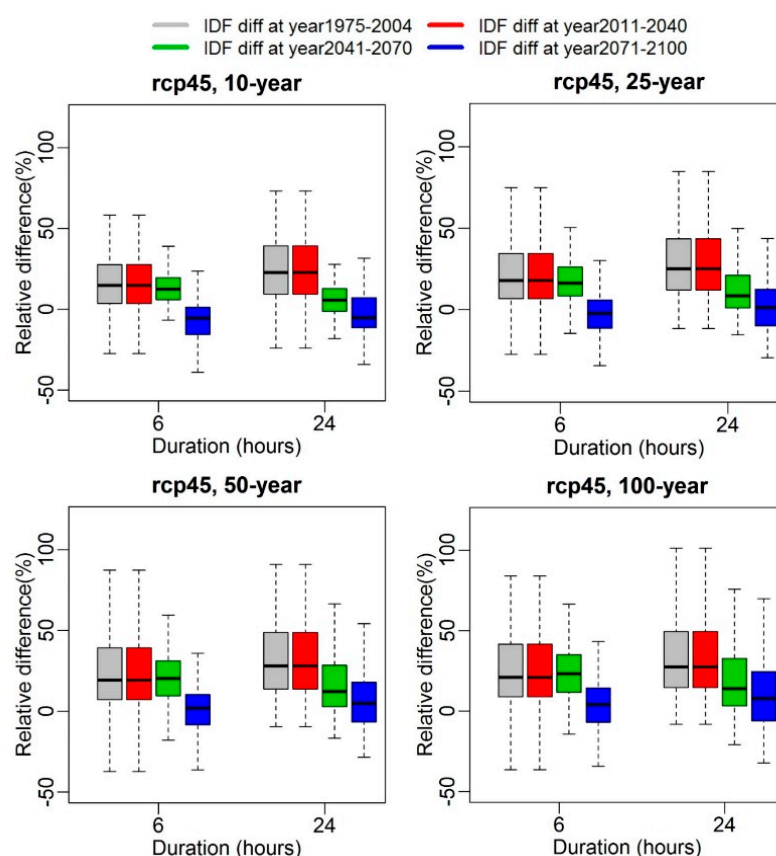 IDF diff at year1975-2004 IDF diff at year2011-2040
IDF diff at year2041-2070 IDF diff at year2071-2100
rcp45, 10-year
Relative difference(%)
-50 0 50 100
6 24
Duration (hours)
rcp45, 25-year
Relative difference(%)
-50 0 50 100
6 24
Duration (hours)
rcp45, 50-year
Relative difference(%)
-50 0 50 100
6 24
Duration (hours)
rcp45, 100-year
Relative difference(%)
-50 0 50 100
6 24
Duration (hours)